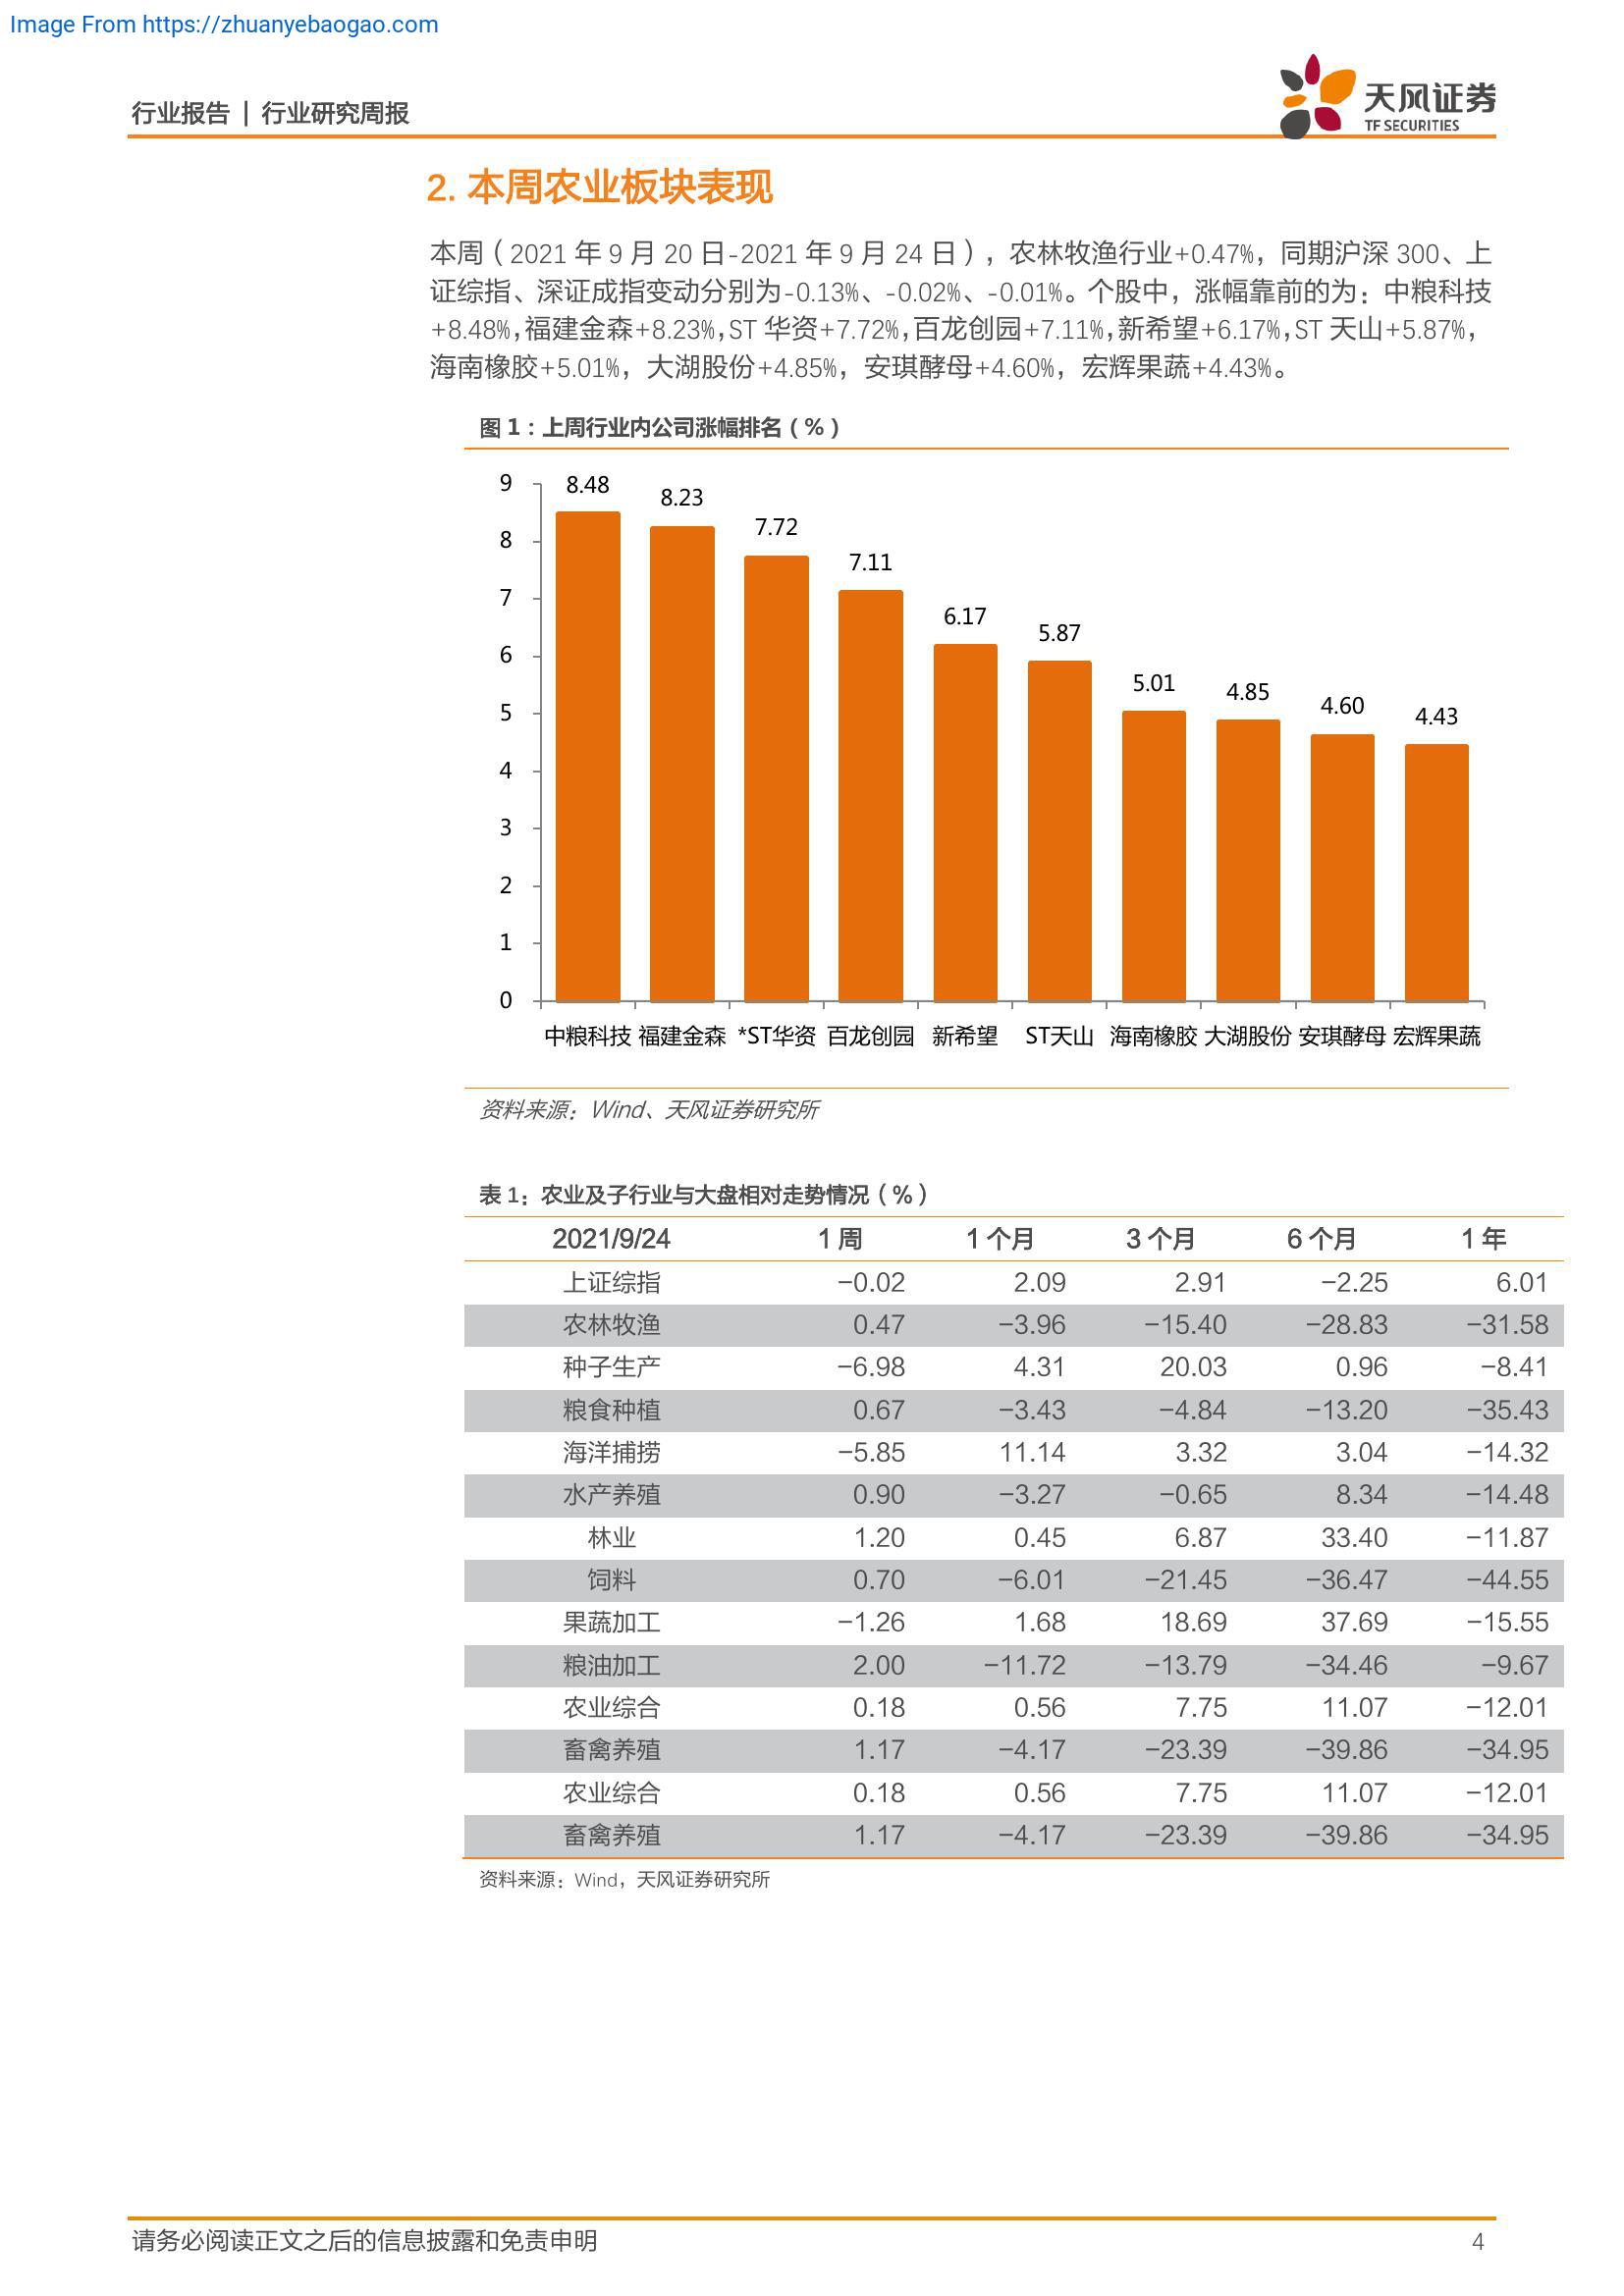 Image From https://zhuanyebaogao.com
行业报告 | 行业研究周报
天风证券
TF SECURITIES
2. 本周农业板块表现
本周（2021 年 9 月 20 日-2021 年 9 月 24 日），农林牧渔行业+0.47%，同期沪深 300、上
证综指、深证成指变动分别为-0.13%、-0.02%、-0.01%。个股中，涨幅靠前的为：中粮科技
+8.48%,福建金森+8.23%,ST 华资+7.72%,百龙创园+7.11%,新希望+6.17%,ST 天山+5.87%，
海南橡胶+5.01%，大湖股份+4.85%，安琪酵母+4.60%，宏辉果蔬+4.43%。
图 1：上周行业内公司涨幅排名（%）
9
8
7
6
5
4
3
2
1
0
8.48
8.23
7.72
7.11
6.17
5.87
5.01
4.85
4.60
4.43
中粮科技 福建金森 *ST华资 百龙创园 新希望 ST天山 海南橡胶 大湖股份 安琪酵母 宏辉果蔬
资料来源：Wind、天风证券研究所
表 1：农业及子行业与大盘相对走势情况（%）
2021/9/24 1 周 1 个月 3 个月 6 个月 1 年
上证综指 −0.02 2.09 2.91 −2.25 6.01
农林牧渔 0.47 −3.96 −15.40 −28.83 −31.58
种子生产 −6.98 4.31 20.03 0.96 −8.41
粮食种植 0.67 −3.43 −4.84 −13.20 −35.43
海洋捕捞 −5.85 11.14 3.32 3.04 −14.32
水产养殖 0.90 −3.27 −0.65 8.34 −14.48
林业 1.20 0.45 6.87 33.40 −11.87
饲料 0.70 −6.01 −21.45 −36.47 −44.55
果蔬加工 −1.26 1.68 18.69 37.69 −15.55
粮油加工 2.00 −11.72 −13.79 −34.46 −9.67
农业综合 0.18 0.56 7.75 11.07 −12.01
畜禽养殖 1.17 −4.17 −23.39 −39.86 −34.95
农业综合 0.18 0.56 7.75 11.07 −12.01
畜禽养殖 1.17 −4.17 −23.39 −39.86 −34.95
资料来源：Wind，天风证券研究所
请务必阅读正文之后的信息披露和免责申明
4